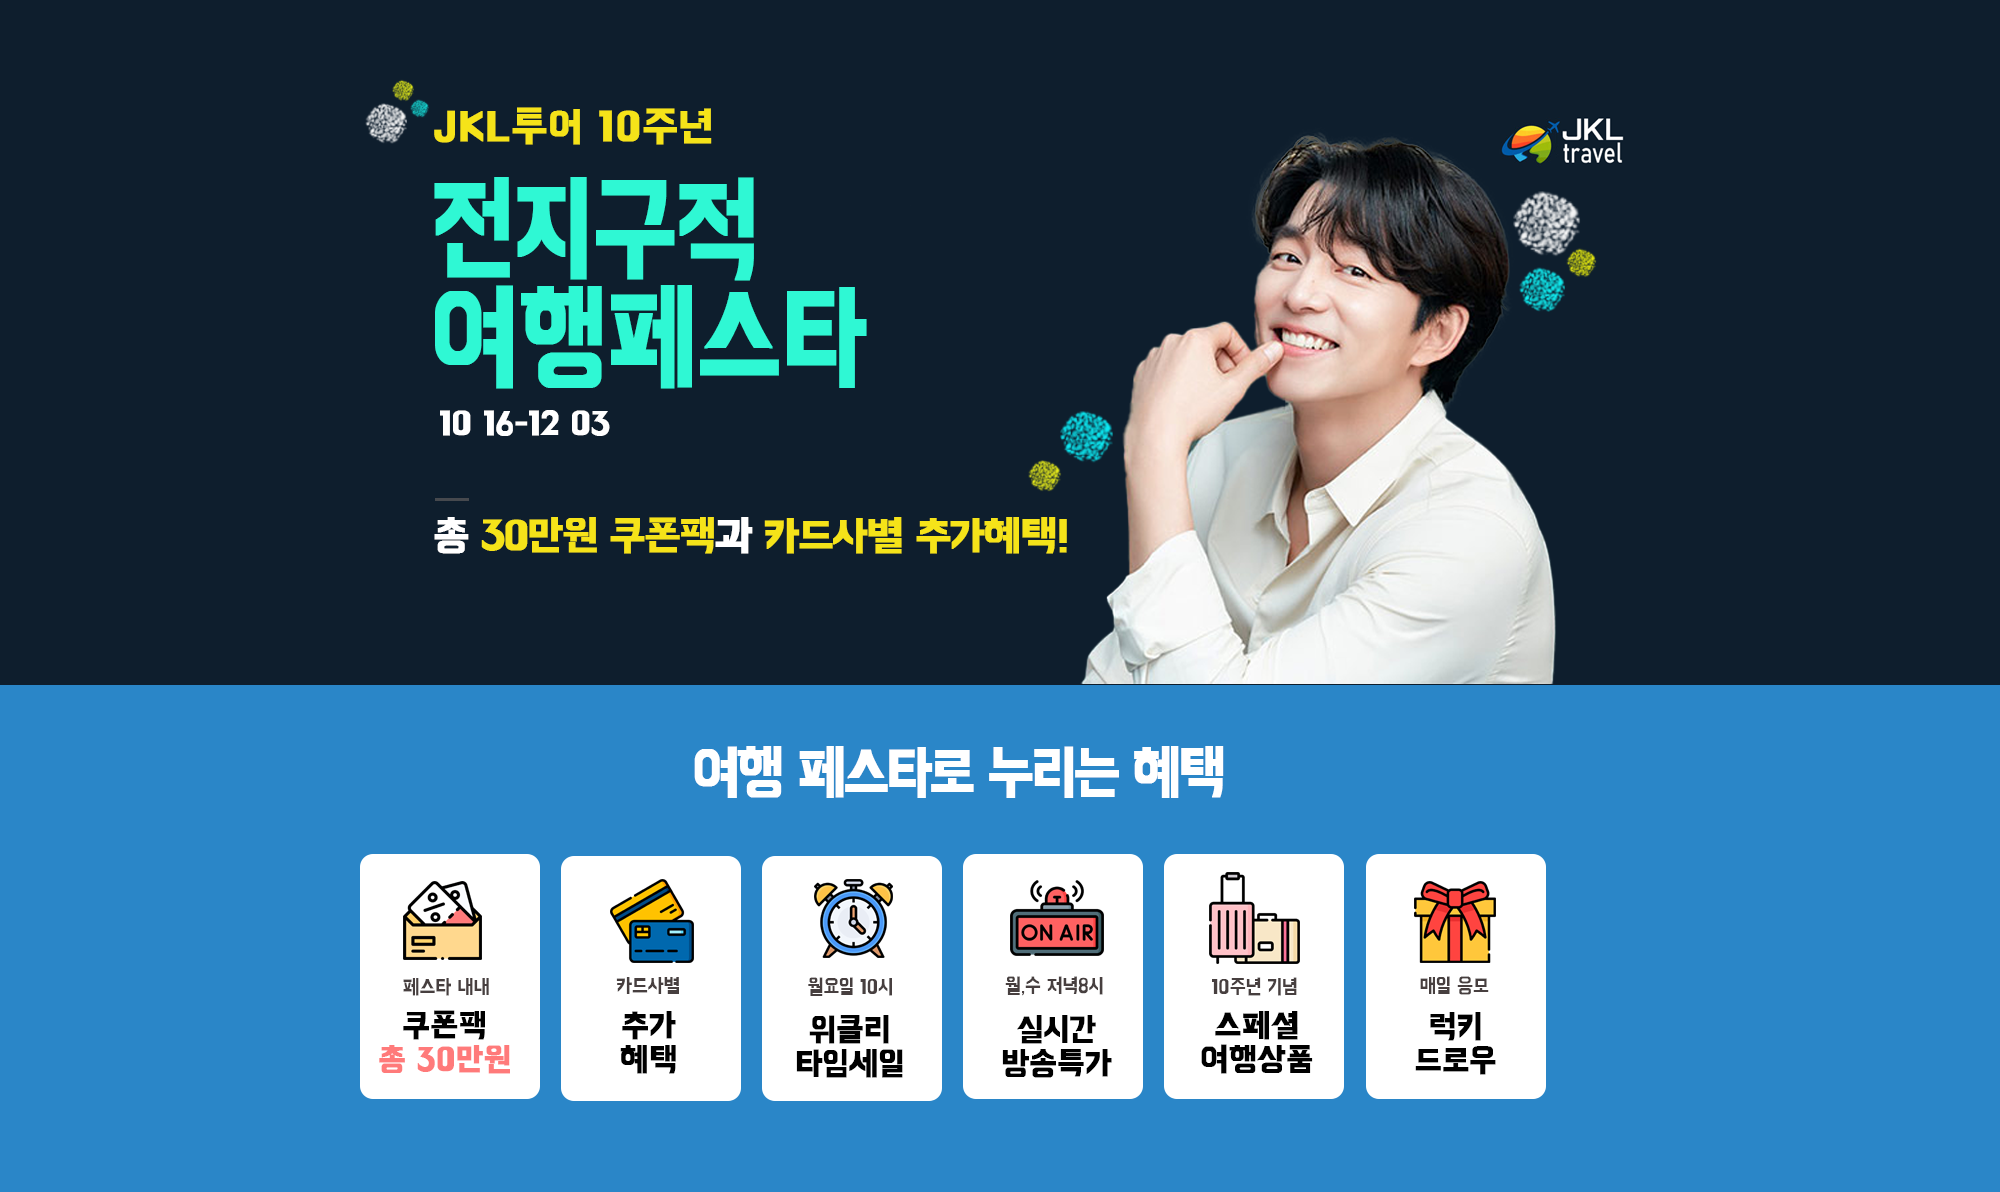 JKL투어 10주년
JKL
travel
전지구적
여행페스타
10 16-12 03
총 30만원 쿠폰팩과 카드사별 추가혜택!
여행 페스타로 누리는 혜택
페스타 내내
쿠폰팩
총 30만원
카드사별
추가
혜택
월요일 10시
위클리
타임세일
ON AIR
월,수 저녁8시
실시간
방송특가
10주년 기념
스페셜
여행상품
매일 응모
럭키
드로우